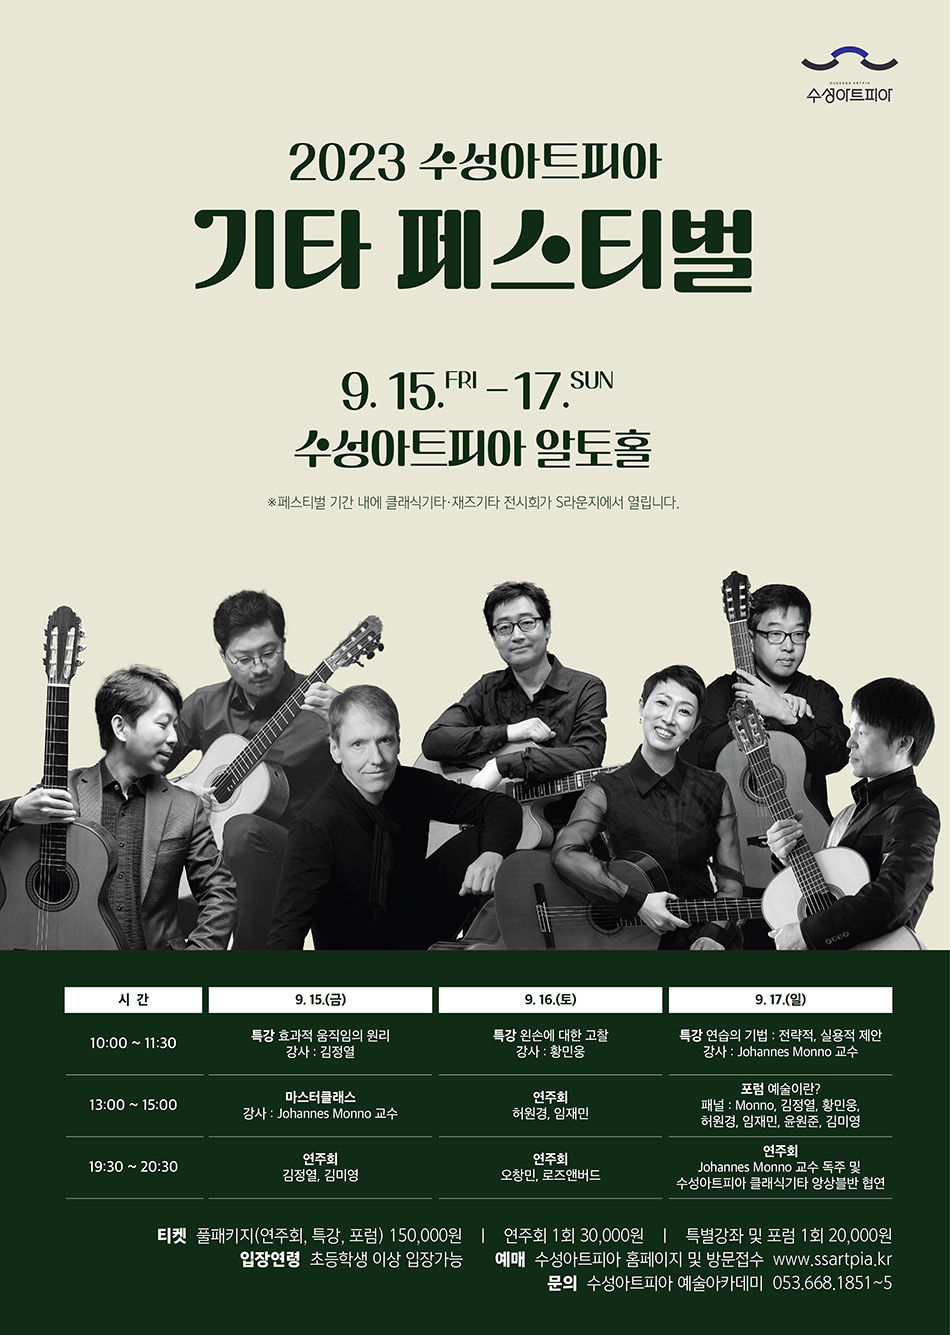 SUSEONG ARTPIA
수성아트피아
2023 수성아트피아
기타 페스티벌
9. 15.FRI – 17.SUN
수성아트피아 알토홀
※페스티벌 기간 내에 클래식기타·재즈기타 전시회가 S라운지에서 열립니다.
시 간 9. 15.(금) 9. 16.(토) 9. 17.(일)
10:00 ~ 11:30
특강 효과적 움직임의 원리
강사 : 김정열
특강 왼손에 대한 고찰
강사 : 황민웅
특강 연습의 기법 : 전략적, 실용적 제안
강사 : Johannes Monno 교수
13:00 ~ 15:00
마스터클래스
강사 : Johannes Monno 교수
연주회
허원경, 임재민
포럼 예술이란?
패널 : Monno, 김정열, 황민웅,
허원경, 임재민, 윤원준, 김미영
19:30 ~ 20:30
연주회
김정열, 김미영
연주회
오창민, 로즈앤버드
연주회
Johannes Monno 교수 독주 및
수성아트피아 클래식기타 앙상블반 협연
티켓 풀패키지(연주회, 특강, 포럼) 150,000원 | 연주회 1회 30,000원 | 특별강좌 및 포럼 1회 20,000원
입장연령 초등학생 이상 입장가능 예매 수성아트피아 홈페이지 및 방문접수 www.ssartpia.kr
문의 수성아트피아 예술아카데미 053.668.1851~5